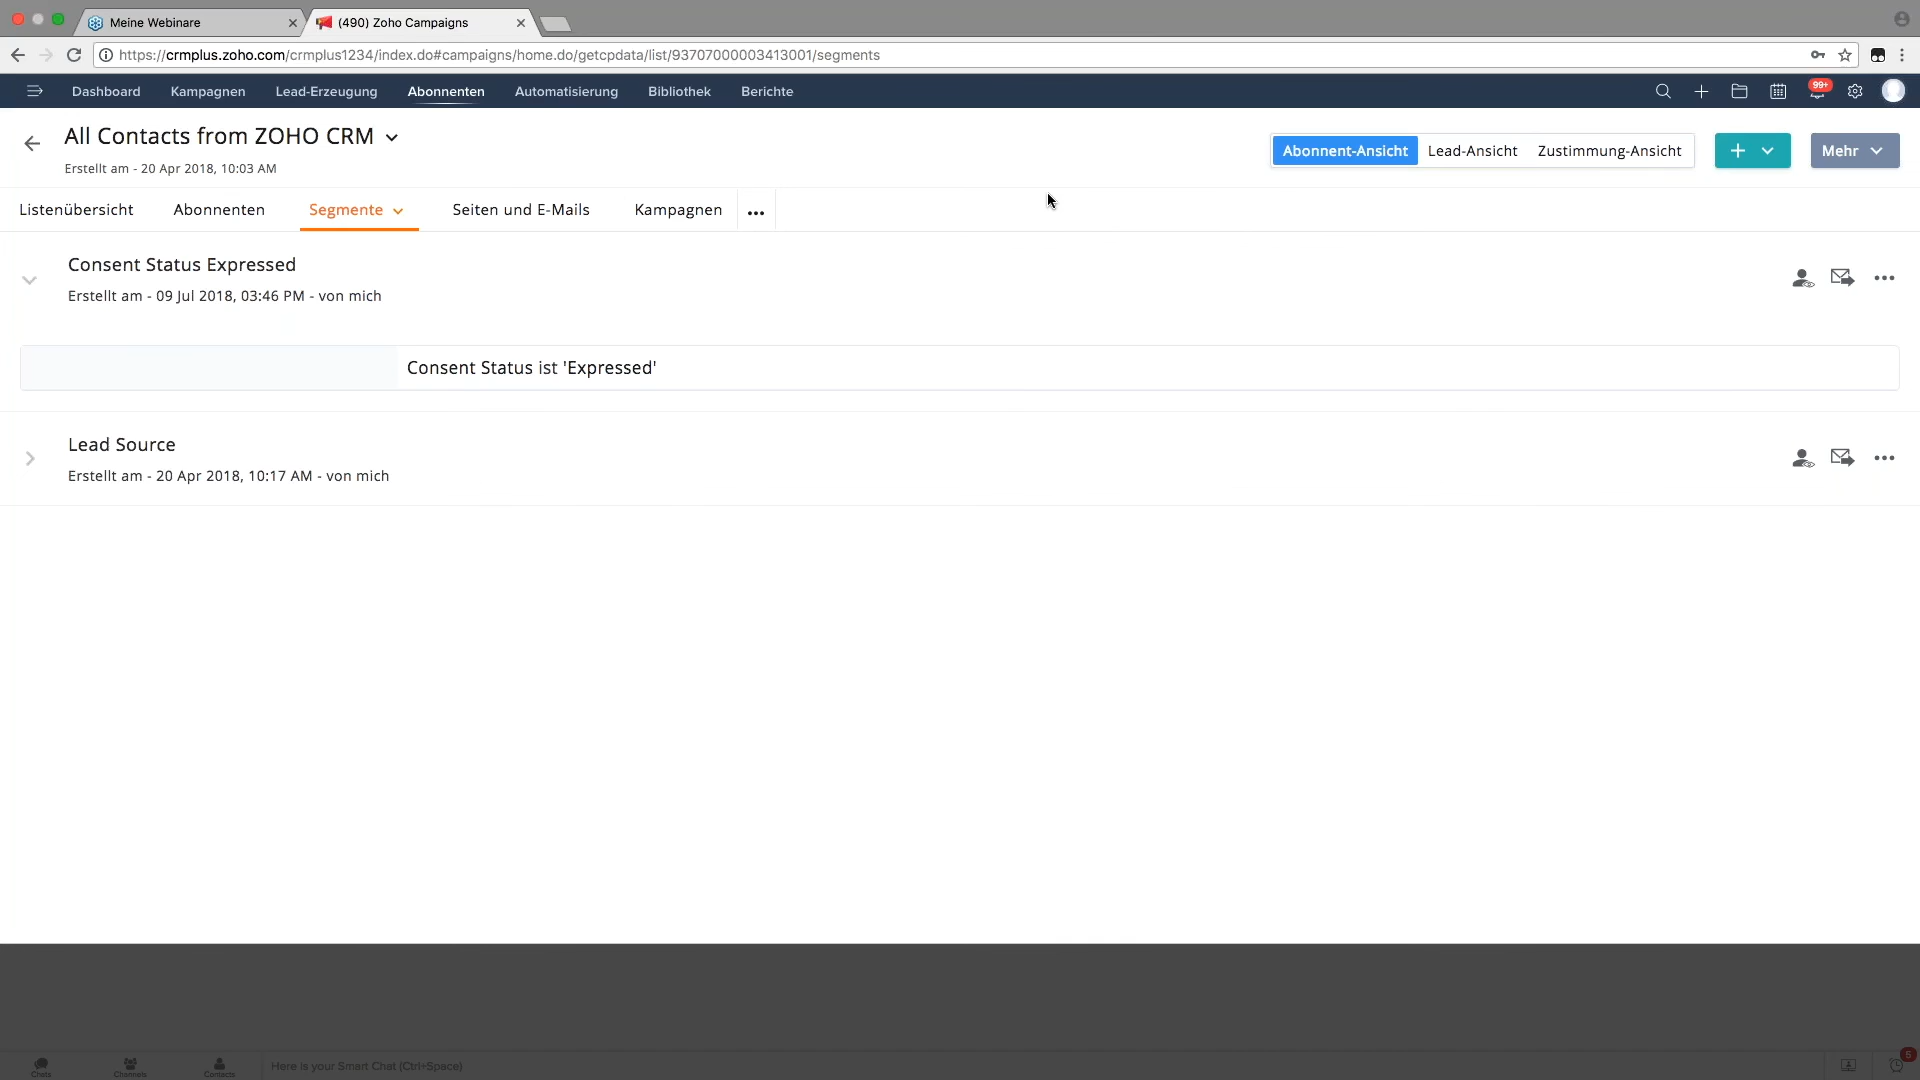 Meine Webinare
(490) Zoho Campaigns
https://crmplus.zoho.com/crmplus1234/index.do#campaigns/home.do/getcpdata/list/93707000003413001/segments
Dashboard Kampagnen Lead-Erzeugung Abonnenten Automatisierung Bibliothek Berichte 99+
All Contacts from ZOHO CRM
Erstellt am - 20 Apr 2018, 10:03 AM
Abonnent-Ansicht Lead-Ansicht Zustimmung-Ansicht Mehr
Listenübersicht Abonnenten Segmente Seiten und E-Mails Kampagnen
Consent Status Expressed
Erstellt am - 09 Jul 2018, 03:46 PM - von mich
Consent Status ist 'Expressed'
Lead Source
Erstellt am - 20 Apr 2018, 10:17 AM - von mich
Chats Channels Contacts Here is your Smart Chat (Ctrl+Space) 5